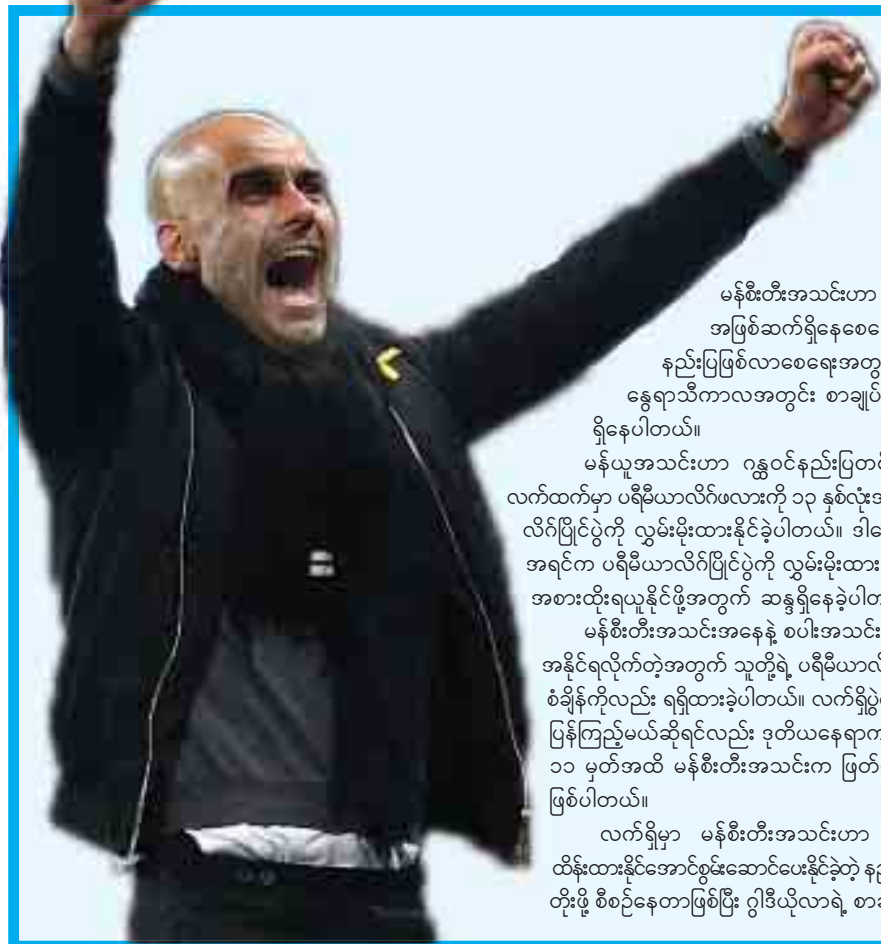 မန်စီးတီးအသင်းဟာ
အဖြစ်ဆက်ရှိနေစေ
နည်းပြဖြစ်လာစေရေးအတွ
နွေရာသီကာလအတွင်း စာချုပ်
ရှိနေပါတယ်။
မန်ယူအသင်းဟာ ဂန္ထဝင်နည်းပြတစ်
လက်ထက်မှာ ပရီမီယာလိဂ်ဖလားကို ၁၃ နှစ်လုံးအ
လိဂ်ပြိုင်ပွဲကို လွှမ်းမိုးထားနိုင်ခဲ့ပါတယ်။ ဒါ
အရင်က ပရီမီယာလိဂ်ပြိုင်ပွဲကို လွှမ်းမိုးထား
အစားထိုးရယူနိုင်ဖို့အတွက် ဆန္ဒရှိနေခဲ့ပါတ
မန်စီးတီးအသင်းအနေနဲ့ စပါးအသင်း
အနိုင်ရလိုက်တဲ့အတွက် သူတို့ရဲ့ ပရီမီယာလိ
စံချိန်ကိုလည်း ရရှိထားခဲ့ပါတယ်။ လက်ရှိပွဲ
ပြန်ကြည့်မယ်ဆိုရင်လည်း ဒုတိယနေရာက
၁၁ မှတ်အထိ မန်စီးတီးအသင်းက ဖြတ်
ဖြစ်ပါတယ်။
လက်ရှိမှာ မန်စီးတီးအသင်းဟာ
ထိန်းထားနိုင်အောင်စွမ်းဆောင်ပေးနိုင်ခဲ့တဲ့ နည
တိုးဖို့ စီစဉ်နေတာဖြစ်ပြီး ဂွါဒီယိုလာရဲ့ စာခ